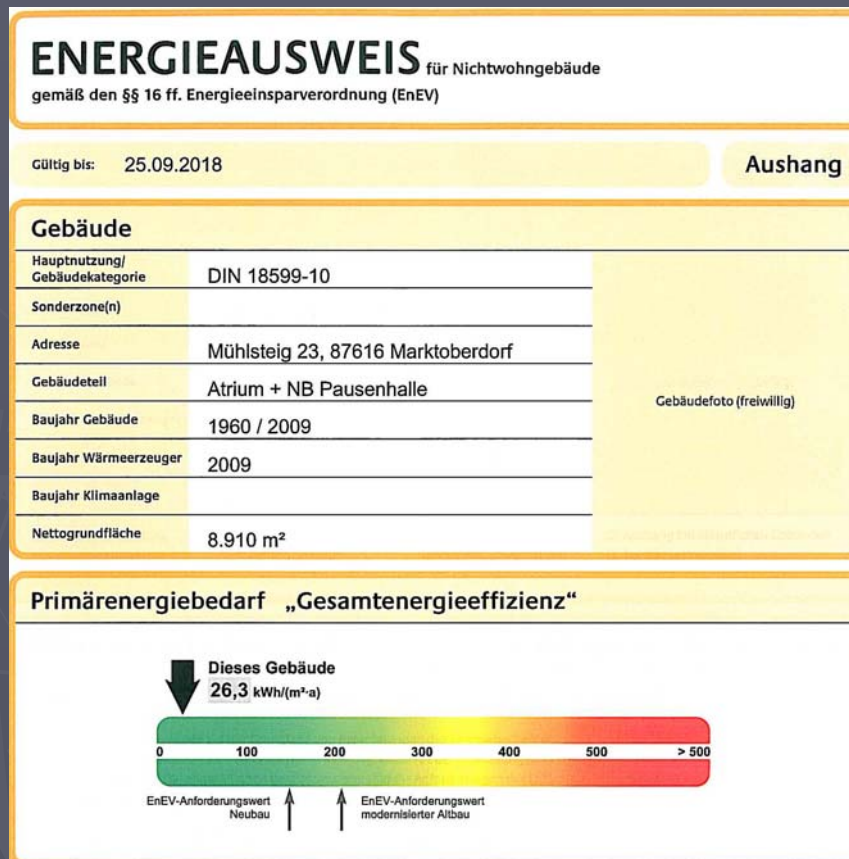 ENERGIEAUSWEIS für Nichtwohngebäude
gemäß den §§ 16 ff. Energieeinsparverordnung (EnEV)
Gültig bis: 25.09.2018
Aushang
Gebäude
Hauptnutzung/
Gebäudekategorie DIN 18599-10
Sonderzone(n)
Adresse Mühlsteig 23, 87616 Marktoberdorf
Gebäudeteil Atrium + NB Pausenhalle
Gebäudefoto (freiwillig)
Baujahr Gebäude 1960 / 2009
Baujahr Wärmeerzeuger 2009
Baujahr Klimaanlage
Nettogrundfläche 8.910 m²
Primärenergiebedarf „Gesamtenergieeffizienz“
Dieses Gebäude
26,3 kWh/(m²·a)
0 100 200 300 400 500 > 500
EnEV-Anforderungswert
Neubau
EnEV-Anforderungswert
modernisierter Altbau